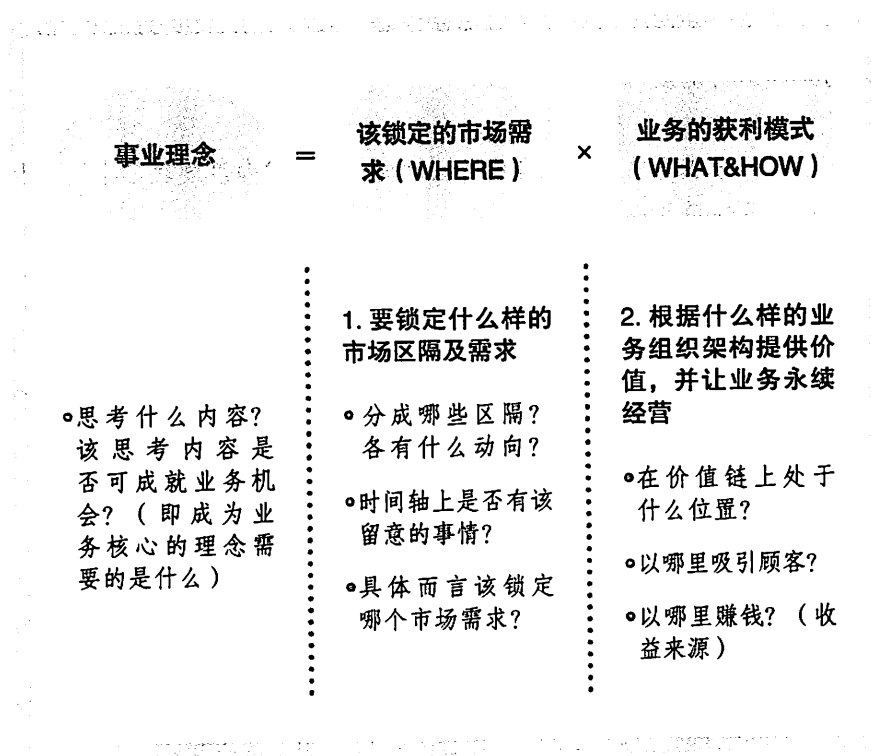 事业理念
=
该锁定的市场需
求(WHERE)
×
业务的获利模式
(WHAT&HOW)
思考什么内容?
该思考内容是
否可成就业务机
会?(即成为业
务核心的理念需
要的是什么)
1. 要锁定什么样的
市场区隔及需求
分成哪些区隔?
各有什么动向?
时间轴上是否有该
留意的事情?
具体而言该锁定
哪个市场需求?
2. 根据什么样的业
务组织架构提供价
值，并让业务永续
经营
在价值链上处于
什么位置?
以哪里吸引顾客?
以哪里赚钱?(收
益来源)